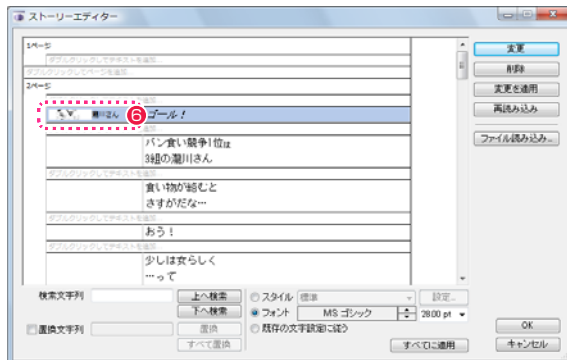 ストーリーエディター
1ページ
ダブルクリックしてテキストを追加...
ダブルクリックしてページを追加...
2ページ
追加...
瀧川さん 6 ゴール！
追加...
パン食い競争1位は
3組の瀧川さん
ダブルクリックしてテキストを追加...
食い物が絡むと
さすがだな…
ダブルクリックしてテキストを追加...
おう！
ダブルクリックしてテキストを追加...
少しは女らしく
…って
変更
削除
変更を適用
再読み込み
ファイル読み込み...
検索文字列
上へ検索
下へ検索
置換文字列
置換
すべて置換
スタイル 標準 設定...
フォント MS ゴシック 28.00 pt
既存の文字設定に従う
すべてに適用
OK
キャンセル